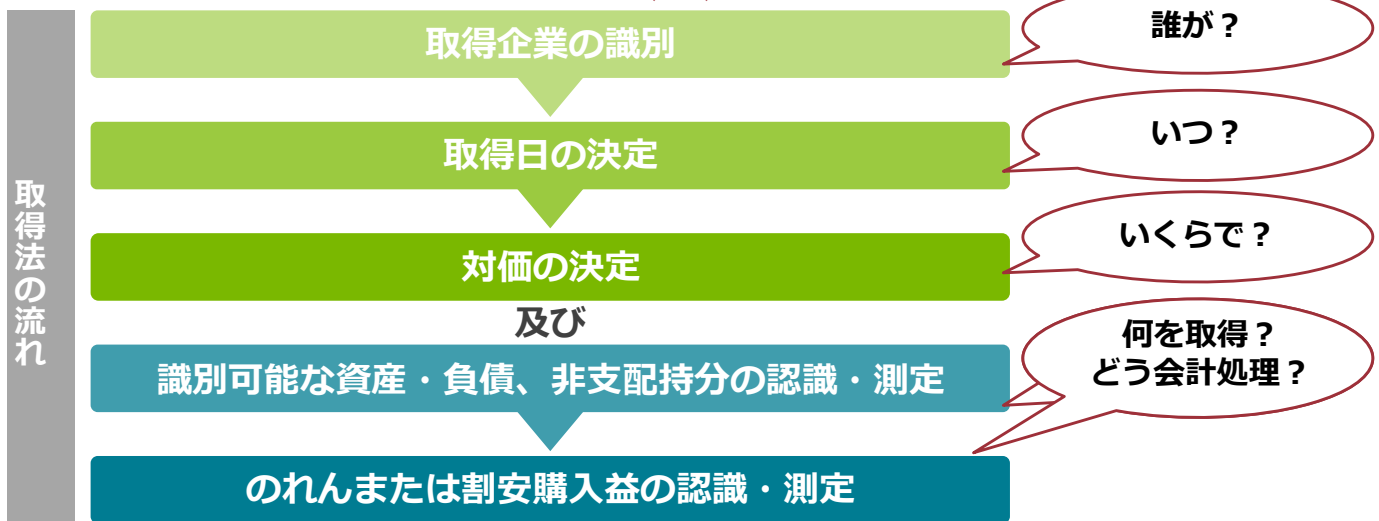 取得法の流れ
取得企業の識別
誰が？
取得日の決定
いつ？
対価の決定
いくらで？
及び
識別可能な資産・負債、非支配持分の認識・測定
何を取得？
どう会計処理？
のれんまたは割安購入益の認識・測定